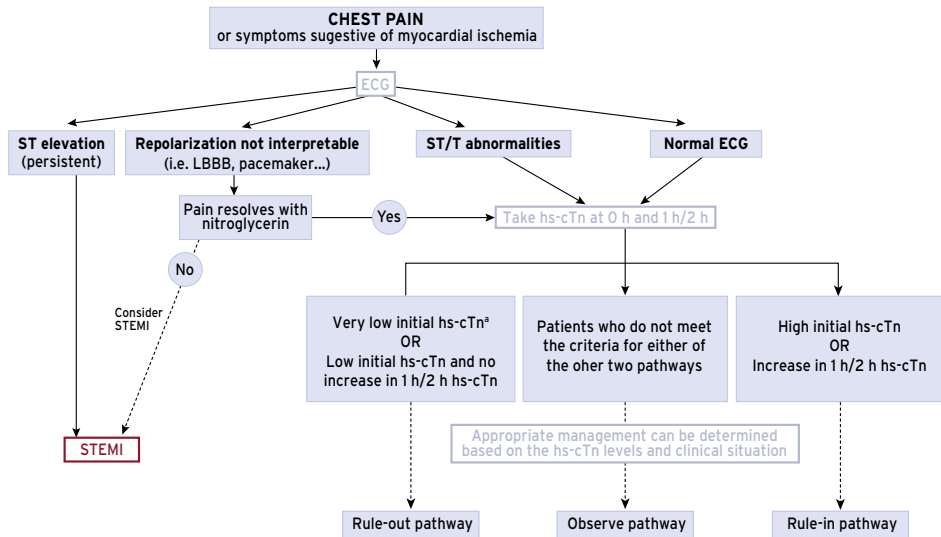 CHEST PAIN
or symptoms sugestive of myocardial ischemia
ECG
ST elevation
(persistent)
Repolarization not interpretable
(i.e. LBBB, pacemaker...)
ST/T abnormalities
Normal ECG
Pain resolves with
nitroglycerin
Yes
Take hs-cTn at 0 h and 1 h/2 h
No
Consider
STEMI
Very low initial hs-cTnª
OR
Low initial hs-cTn and no
increase in 1 h/2 h hs-cTn
Patients who do not meet
the criteria for either of
the oher two pathways
High initial hs-cTn
OR
Increase in 1 h/2 h hs-cTn
STEMI
Appropriate management can be determined
based on the hs-cTn levels and clinical situation
Rule-out pathway
Observe pathway
Rule-in pathway